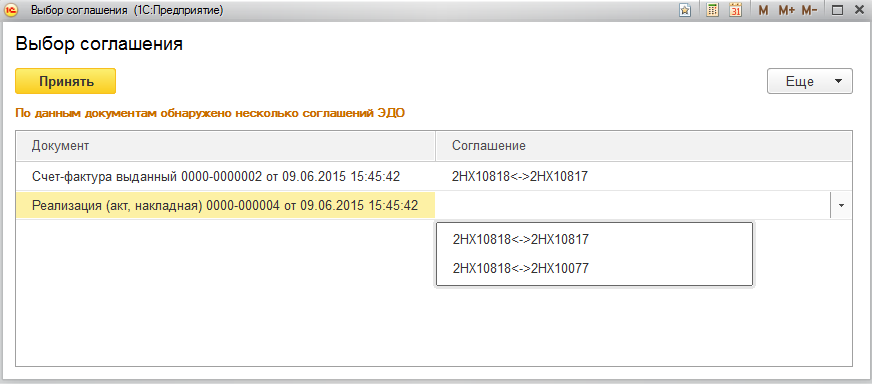 Выбор соглашения (1С:Предприятие)
31
M M+ M-
Выбор соглашения
Принять
Еще
По данным документам обнаружено несколько соглашений ЭДО
Документ Соглашение
Счет-фактура выданный 0000-0000002 от 09.06.2015 15:45:42 2HX10818<->2HX10817
Реализация (акт, накладная) 0000-000004 от 09.06.2015 15:45:42
2HX10818<->2HX10817
2HX10818<->2HX10077